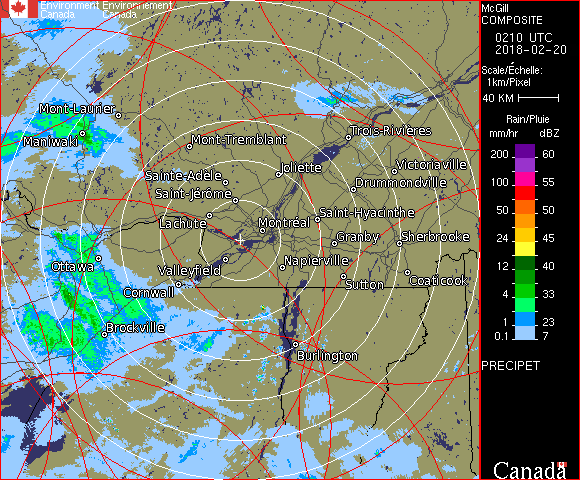 Environment Environnement
Canada Canada
McGill
COMPOSITE
0210 UTC
2018-02-20
Scale/Échelle:
1km/Pixel
40 KM
Rain/Pluie
mm/hr dBZ
200 60
150 57
100 55
50 50
24 45
12 40
4 33
1 23
0.1 7
PRECIPET
Canada
Mont-Laurier
Maniwaki
Mont-Tremblant
Trois-Rivières
Joliette
Victoriaville
Sainte-Adèle
Drummondville
Saint-Jérôme
Saint-Hyacinthe
Lachute
Montréal
Granby
Sherbrooke
Ottawa
Valleyfield
Napierville
Sutton
Coaticook
Cornwall
Brockville
Burlington